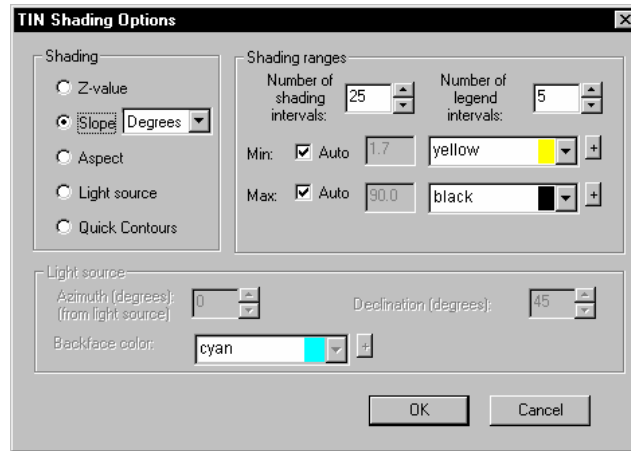 TIN Shading Options
Shading
Z-value
Slope Degrees
Aspect
Light source
Quick Contours
Shading ranges
Number of
shading
intervals:
25
Number of
legend
intervals:
5
Min: Auto 1.7 yellow +
Max: Auto 90.0 black +
Light source
Azimuth (degrees):
(from light source)
0
Declination (degrees):
45
Backface color: cyan +
OK Cancel